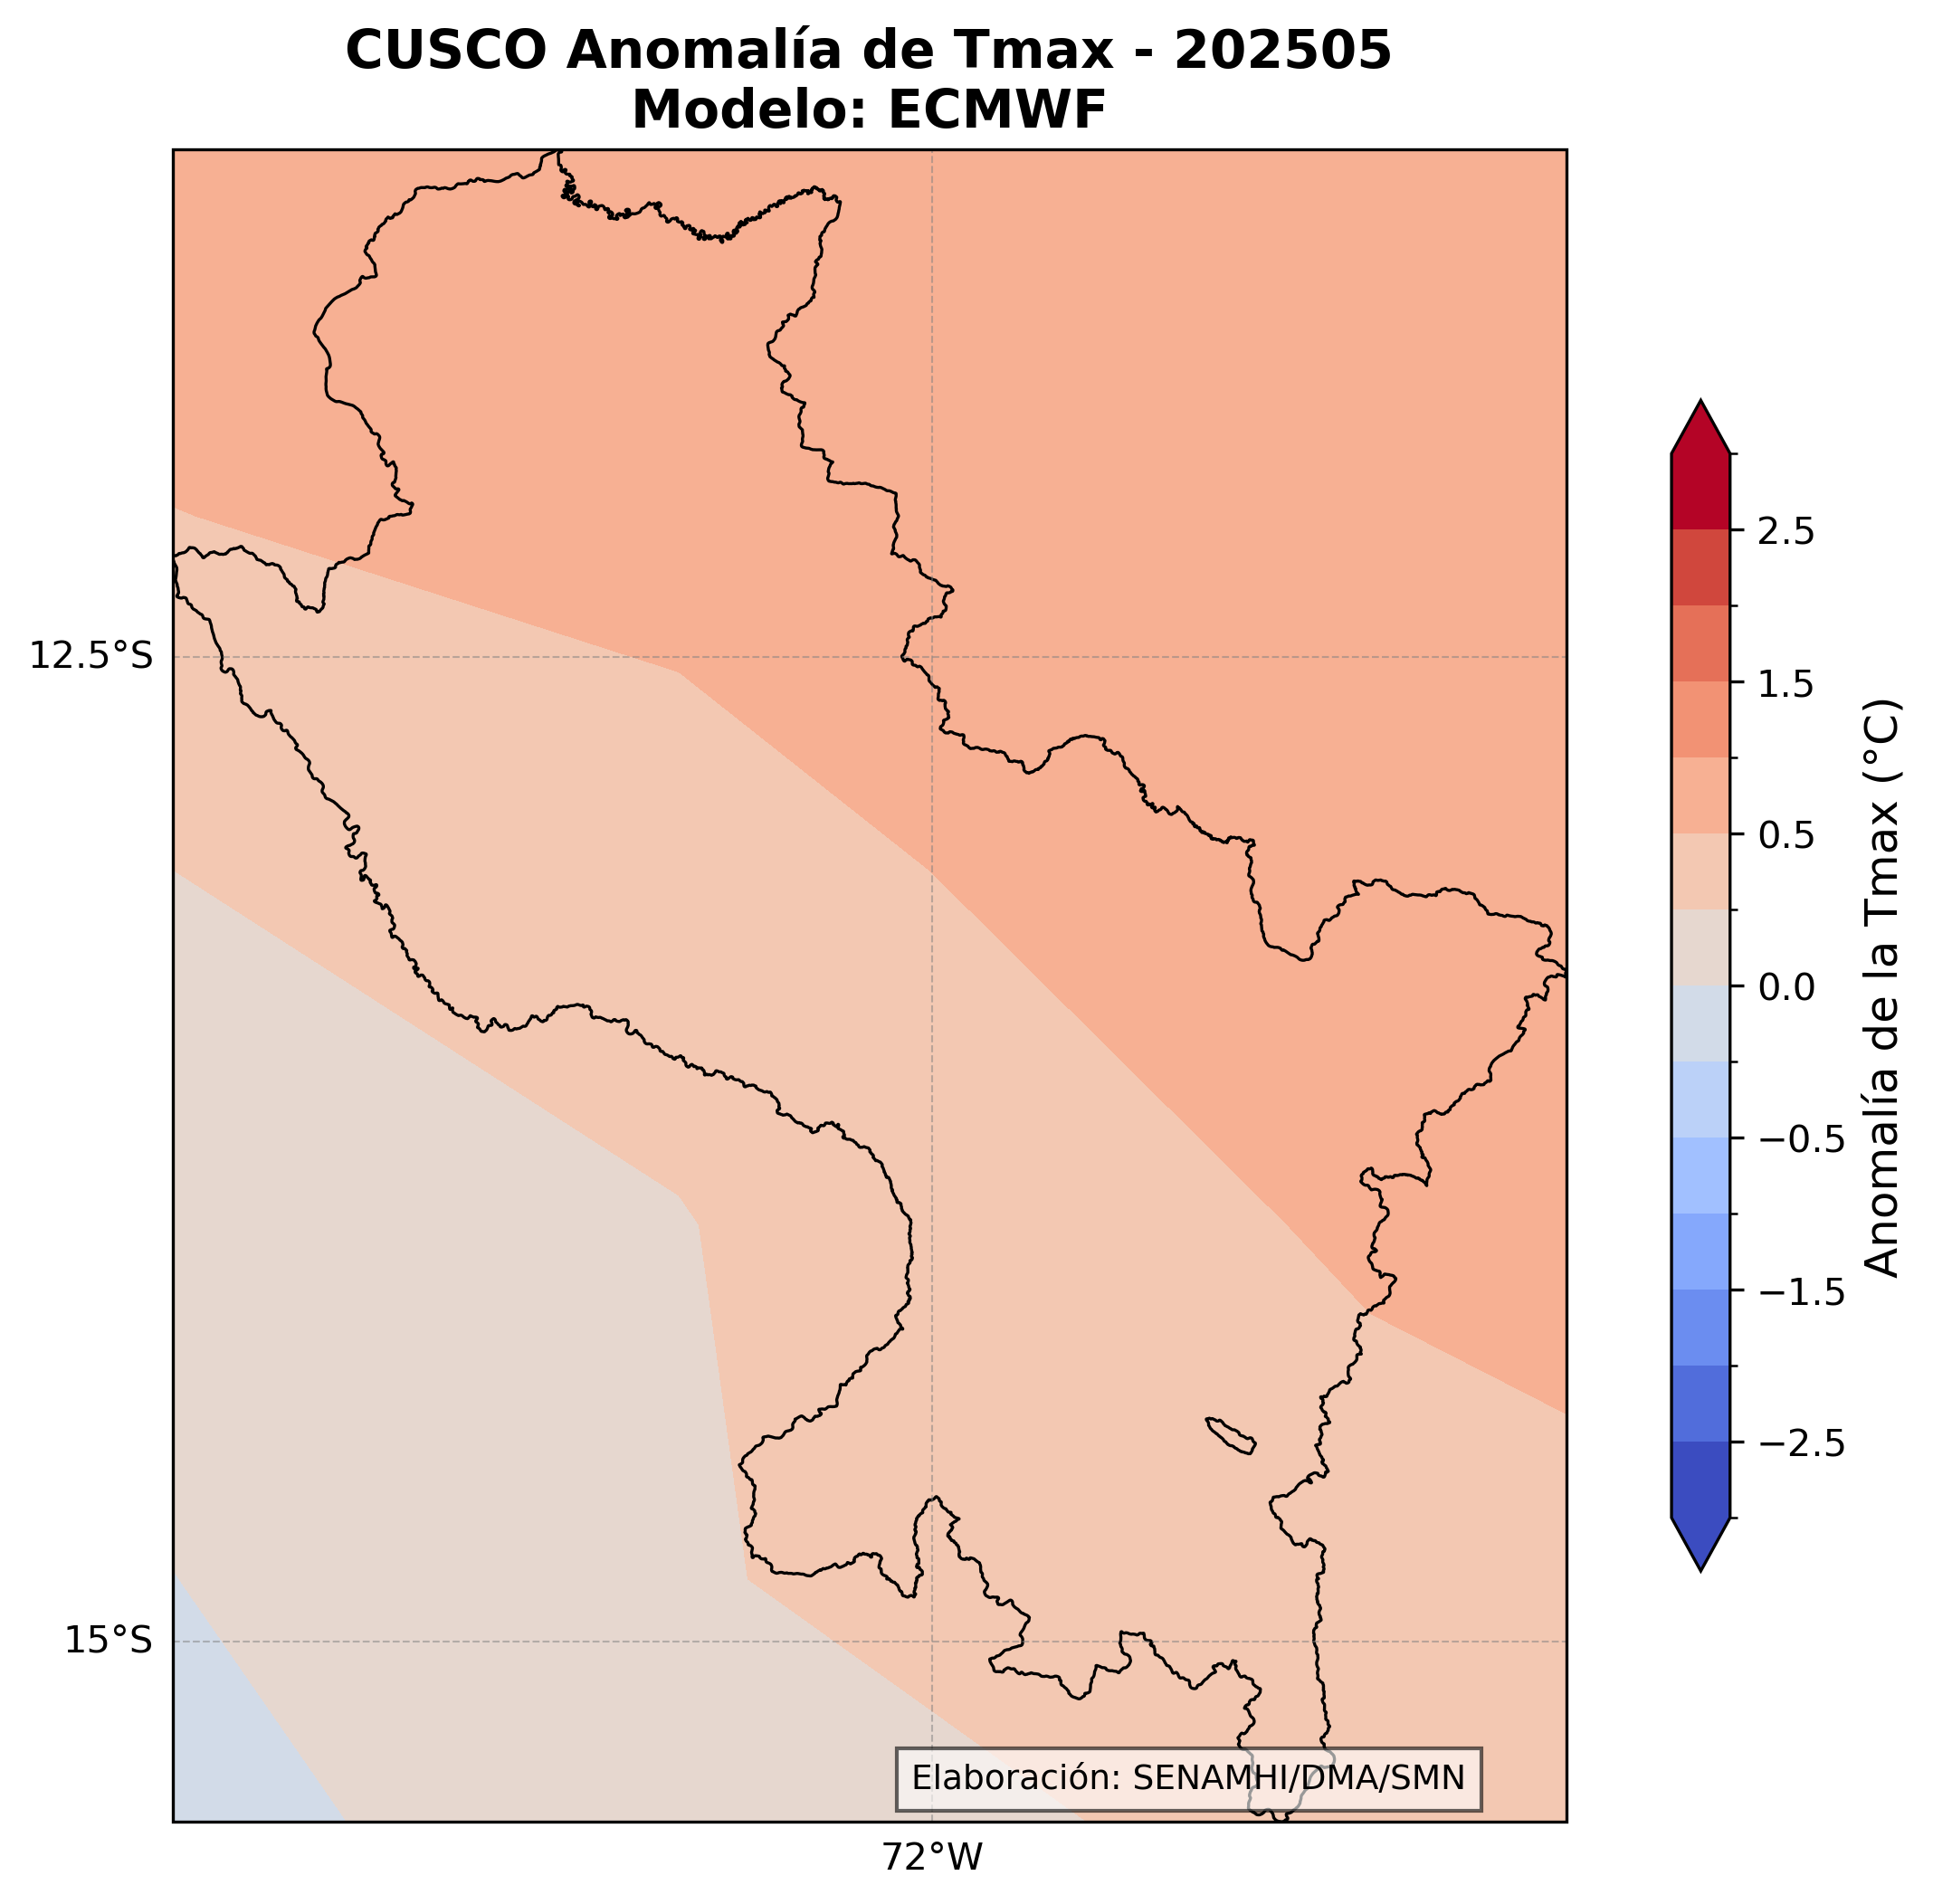 CUSCO Anomalía de Tmax - 202505
Modelo: ECMWF
12.5°S
15°S
72°W
2.5
1.5
0.5
0.0
−0.5
−1.5
−2.5
Anomalía de la Tmax (°C)
Elaboración: SENAMHI/DMA/SMN